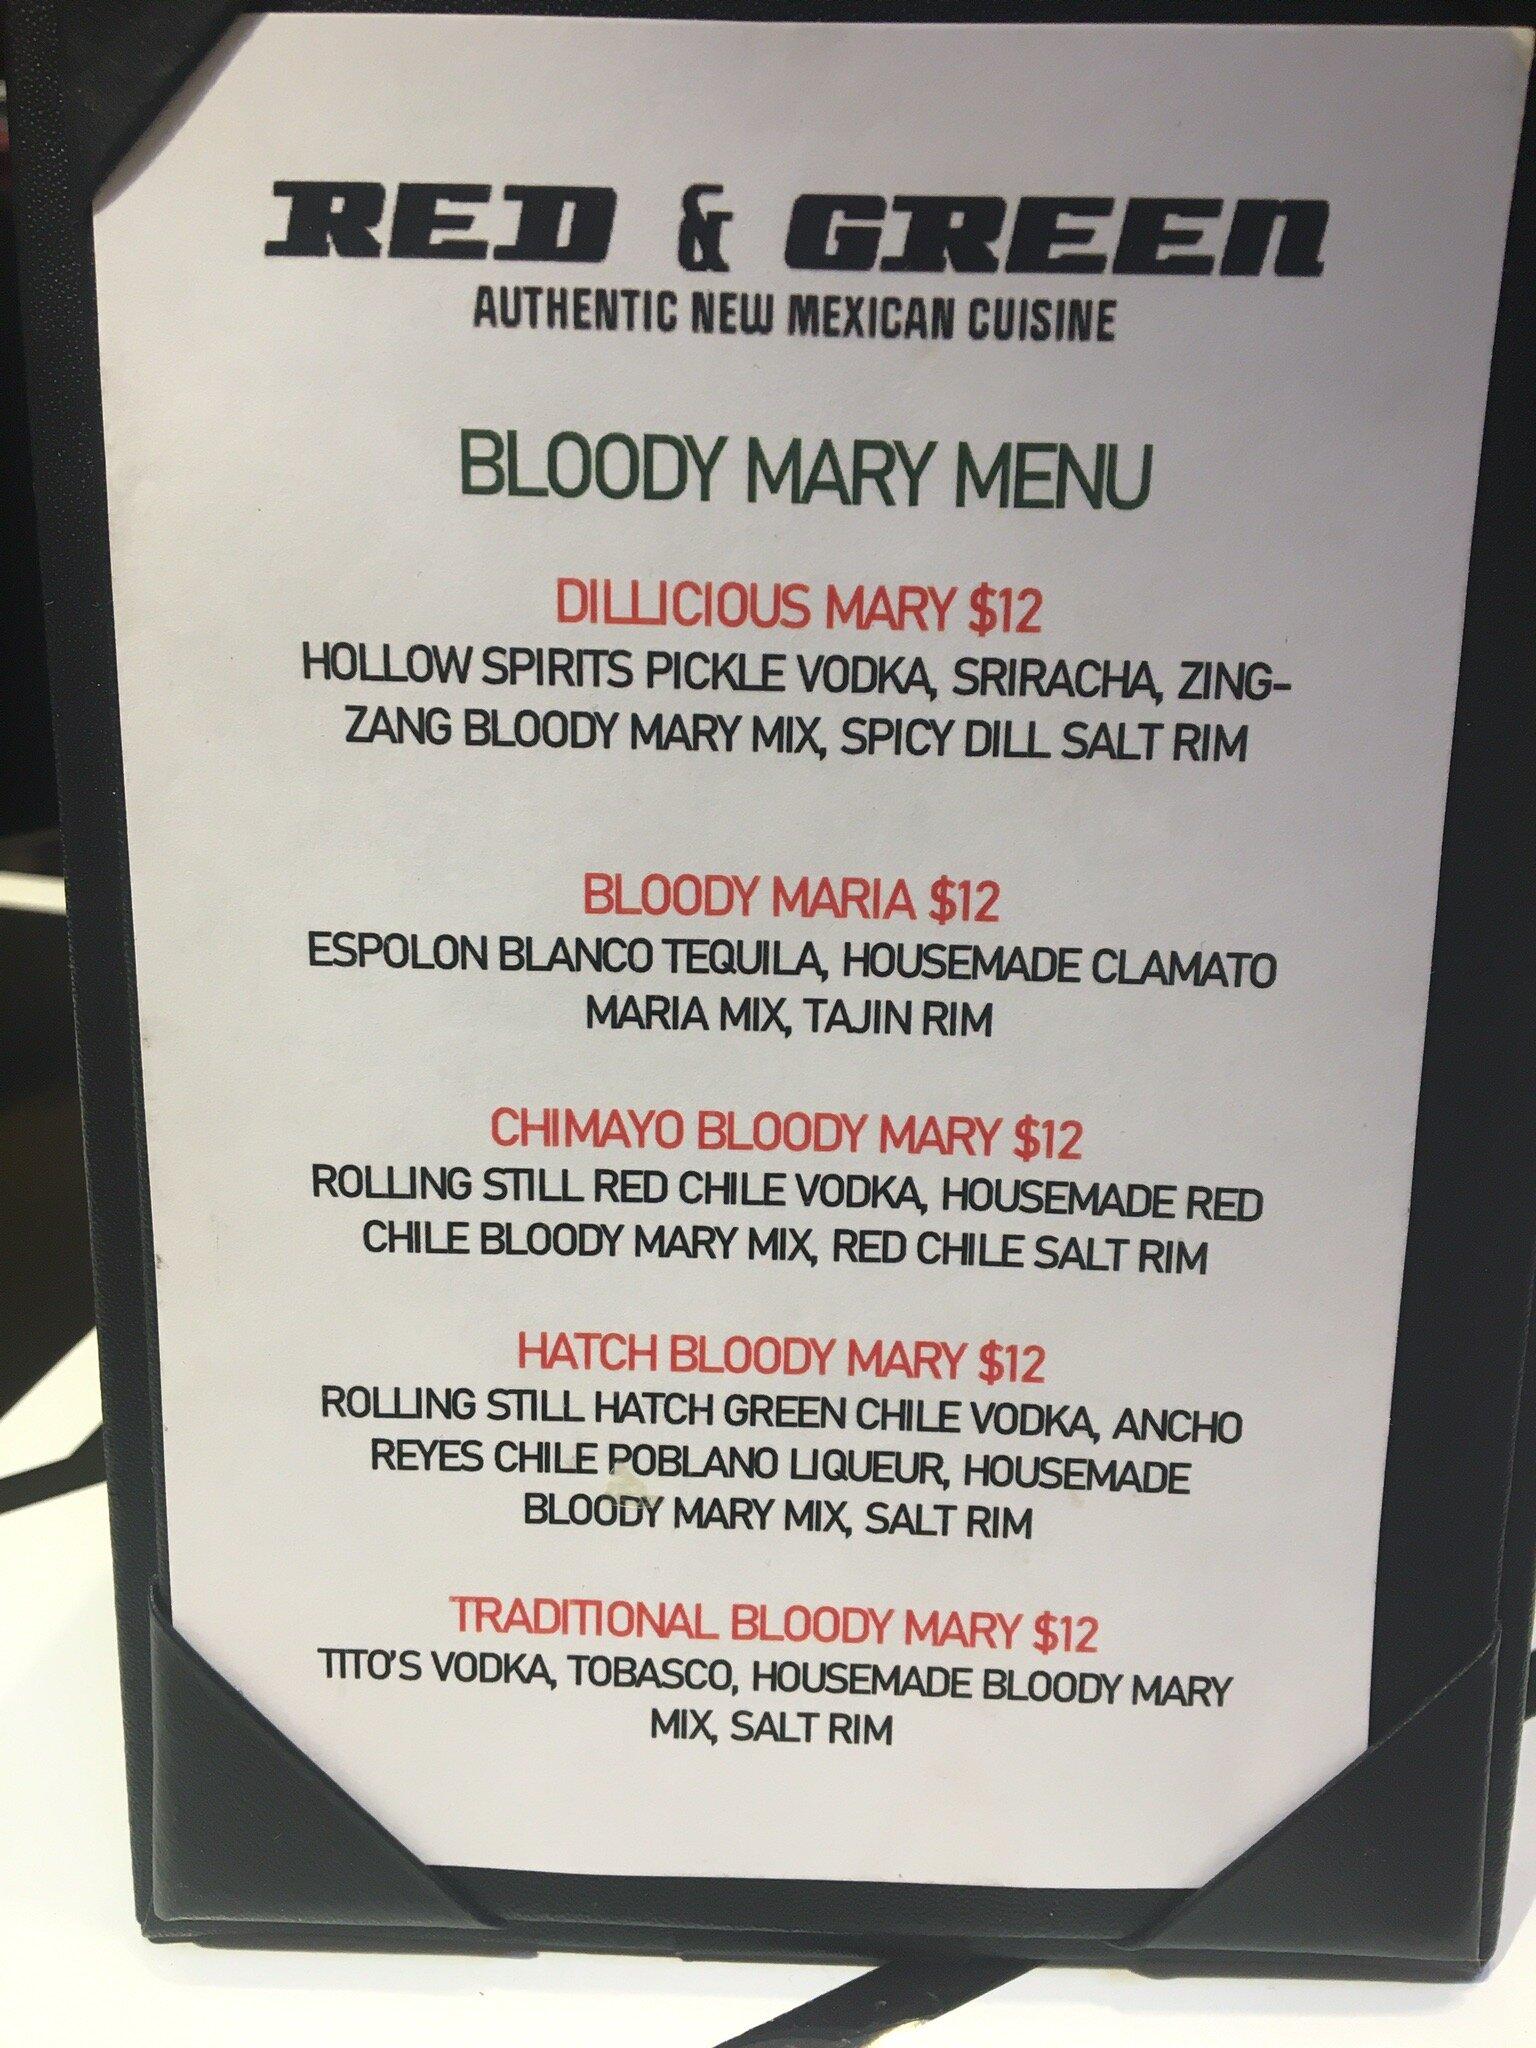 RED & GREEN
AUTHENTIC NEW MEXICAN CUISINE
BLOODY MARY MENU
DILLICIOUS MARY $12
HOLLOW SPIRITS PICKLE VODKA, SRIRACHA, ZING-
ZANG BLOODY MARY MIX, SPICY DILL SALT RIM
BLOODY MARIA $12
ESPOLON BLANCO TEQUILA, HOUSEMADE CLAMATO
MARIA MIX, TAJIN RIM
CHIMAYO BLOODY MARY $12
ROLLING STILL RED CHILE VODKA, HOUSEMADE RED
CHILE BLOODY MARY MIX, RED CHILE SALT RIM
HATCH BLOODY MARY $12
ROLLING STILL HATCH GREEN CHILE VODKA, ANCHO
REYES CHILE POBLANO LIQUEUR, HOUSEMADE
BLOODY MARY MIX, SALT RIM
TRADITIONAL BLOODY MARY $12
TITO'S VODKA, TOBASCO, HOUSEMADE BLOODY MARY
MIX, SALT RIM